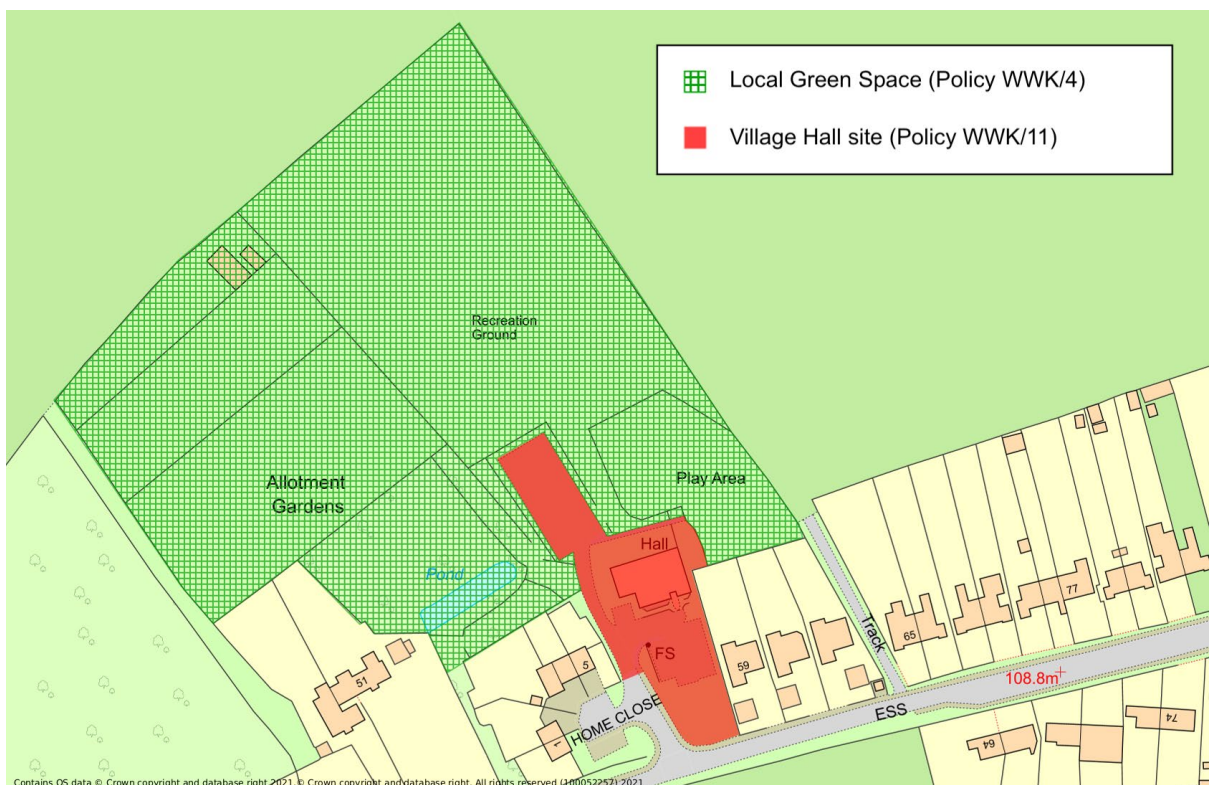 Local Green Space (Policy WWK/4)
Village Hall site (Policy WWK/11)
Recreation
Ground
Allotment
Gardens
Play Area
Hall
Pond
FS
Track
65
77
59
51
5
1
HOME CLOSE
ESS
108.8m
64
74
Contains OS data © Crown copyright and database right 2021. © Crown copyright and database right. All rights reserved (100052257) 2021